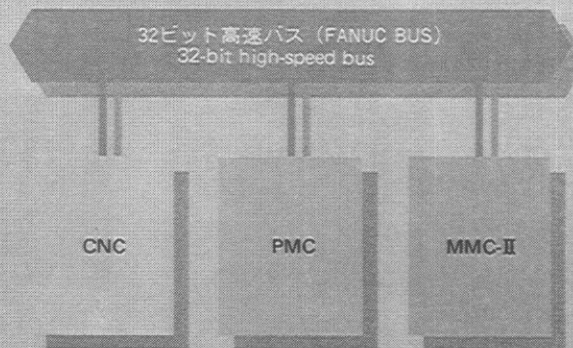 32ビット高速バス（FANUC BUS）
32-bit high-speed bus
CNC
PMC
MMC-Ⅱ